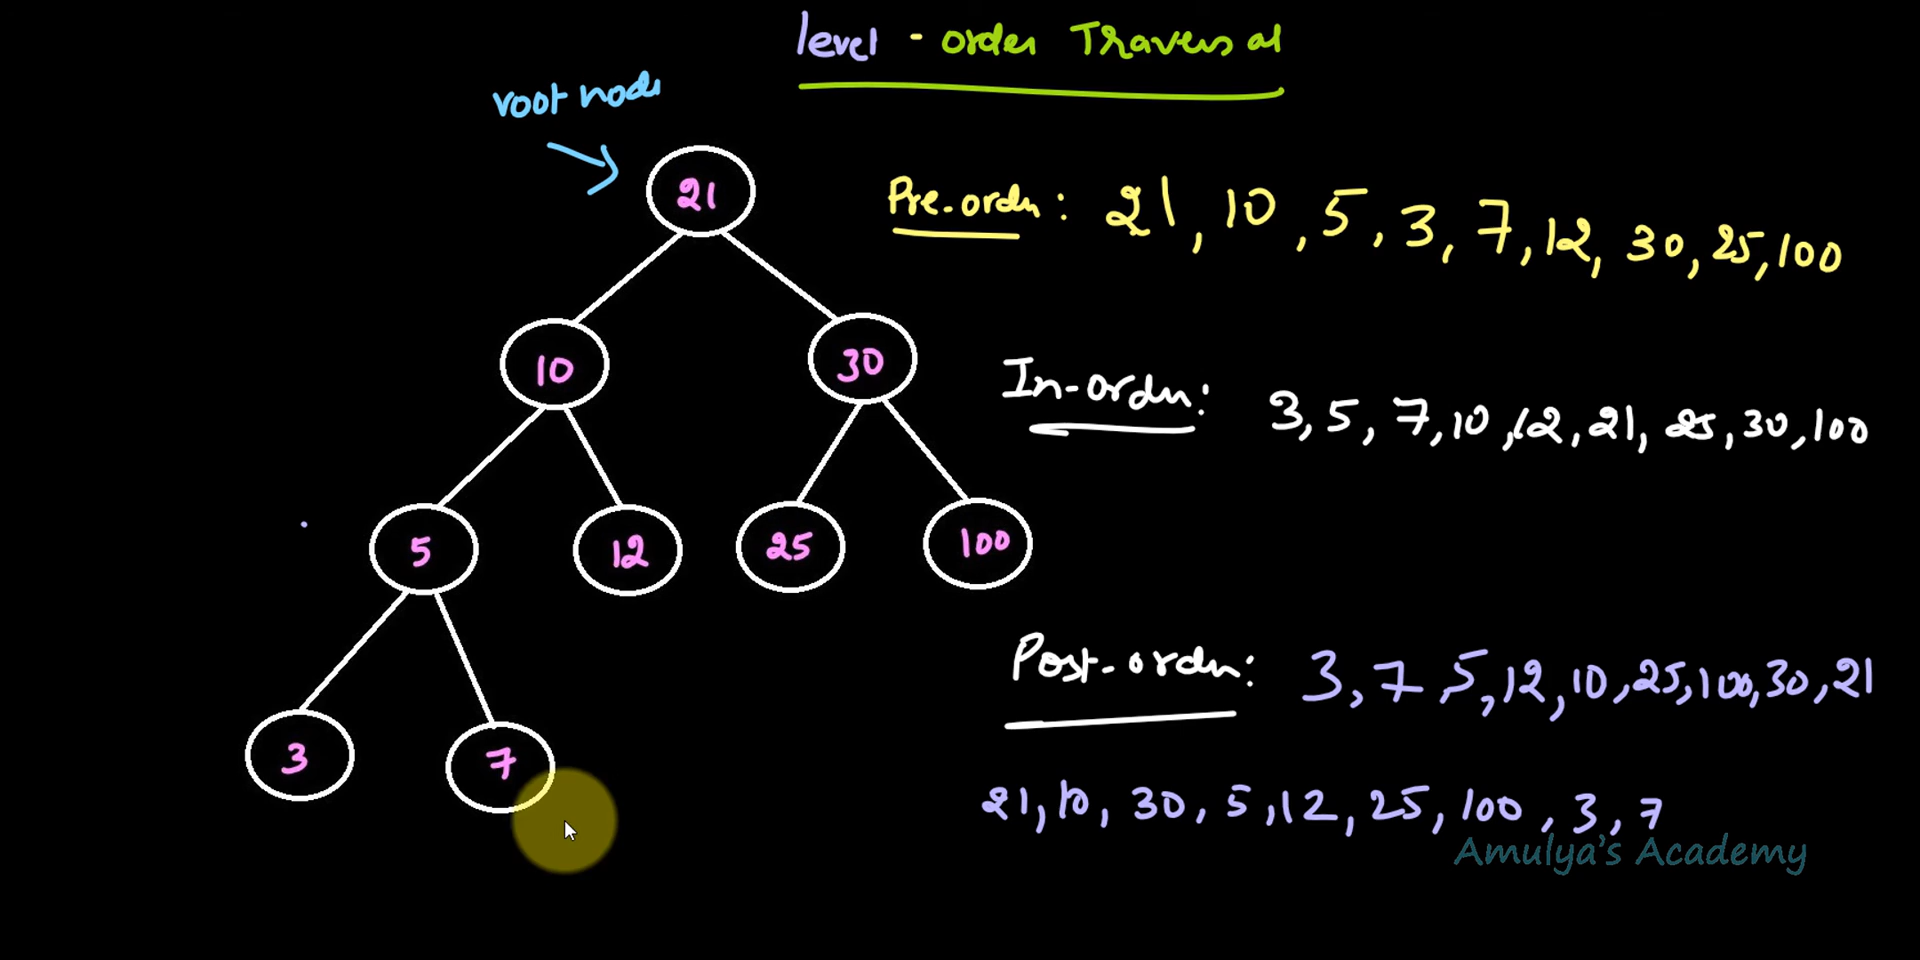 level - order Traversal
root node
21
Pre-order: 21, 10, 5, 3, 7, 12, 30, 25, 100
10
30
In-order: 3, 5, 7, 10, 12, 21, 25, 30, 100
5
12
25
100
Post-order: 3, 7 5, 12, 10, 25, 100, 30, 21
3
7
21, 10, 30, 5, 12, 25, 100, 3, 7
Amulya's Academy